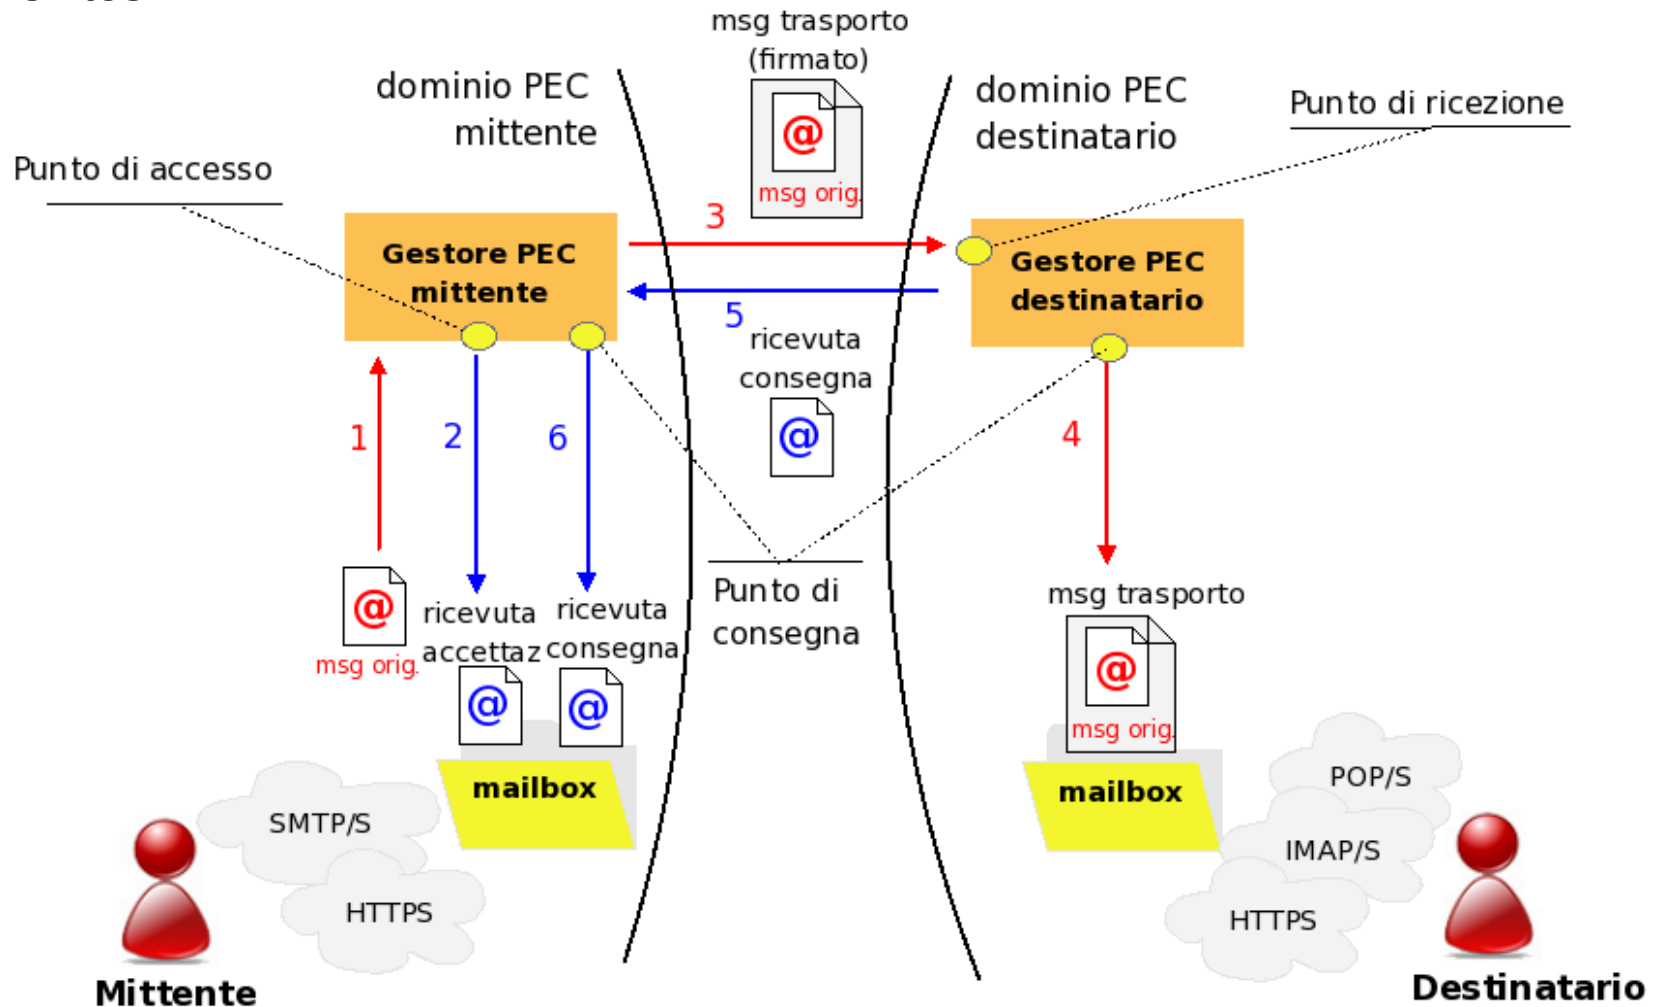 msg trasporto
(firmato)
dominio PEC
mittente
dominio PEC
destinatario
Punto di ricezione
Punto di accesso
@
msg orig.
3
Gestore PEC
mittente
Gestore PEC
destinatario
5
ricevuta
consegna
@
1
2
6
4
Punto di
consegna
@
msg orig.
ricevuta
accettaz
ricevuta
consegna
@
@
mailbox
msg trasporto
@
msg orig.
mailbox
SMTP/S
HTTPS
POP/S
IMAP/S
HTTPS
Mittente
Destinatario